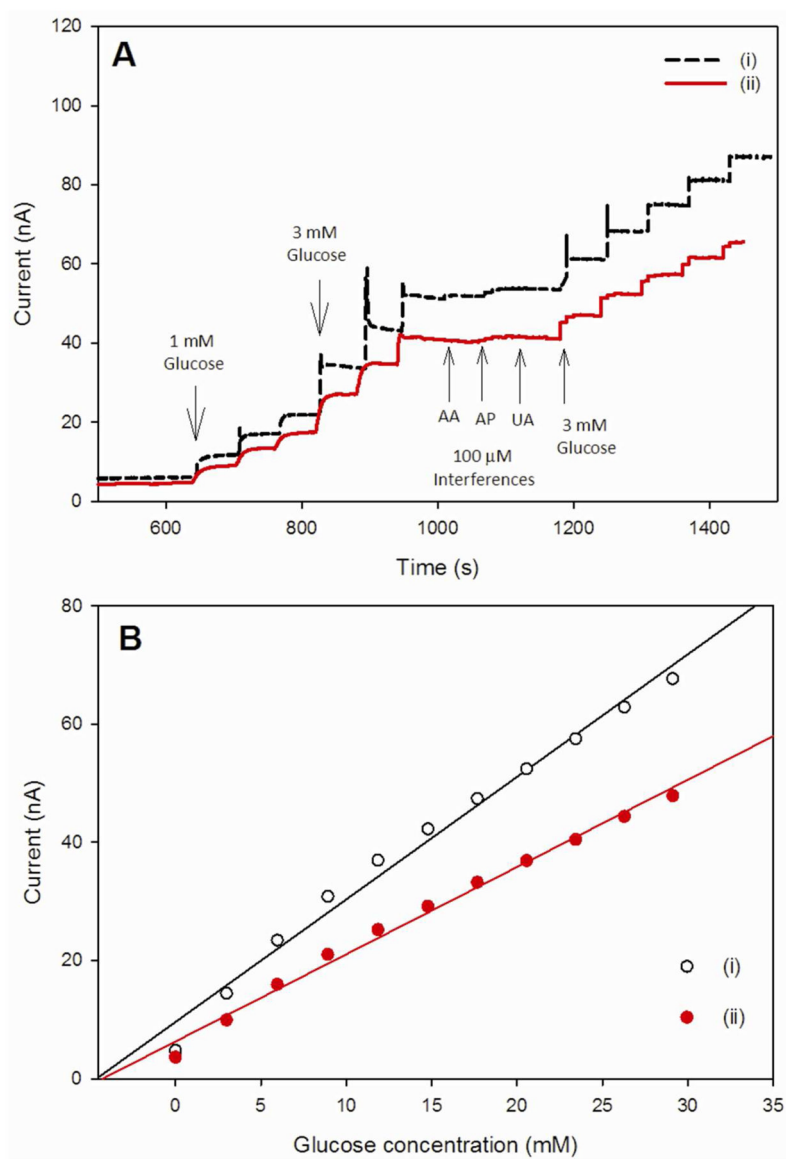 A
(i)
(ii)
120
100
80
60
40
20
0
Current (nA)
1 mM
Glucose
3 mM
Glucose
AA
AP
UA
100 µM
Interferences
3 mM
Glucose
600
800
1000
1200
1400
Time (s)
B
80
60
40
20
0
Current (nA)
(i)
(ii)
0
5
10
15
20
25
30
35
Glucose concentration (mM)